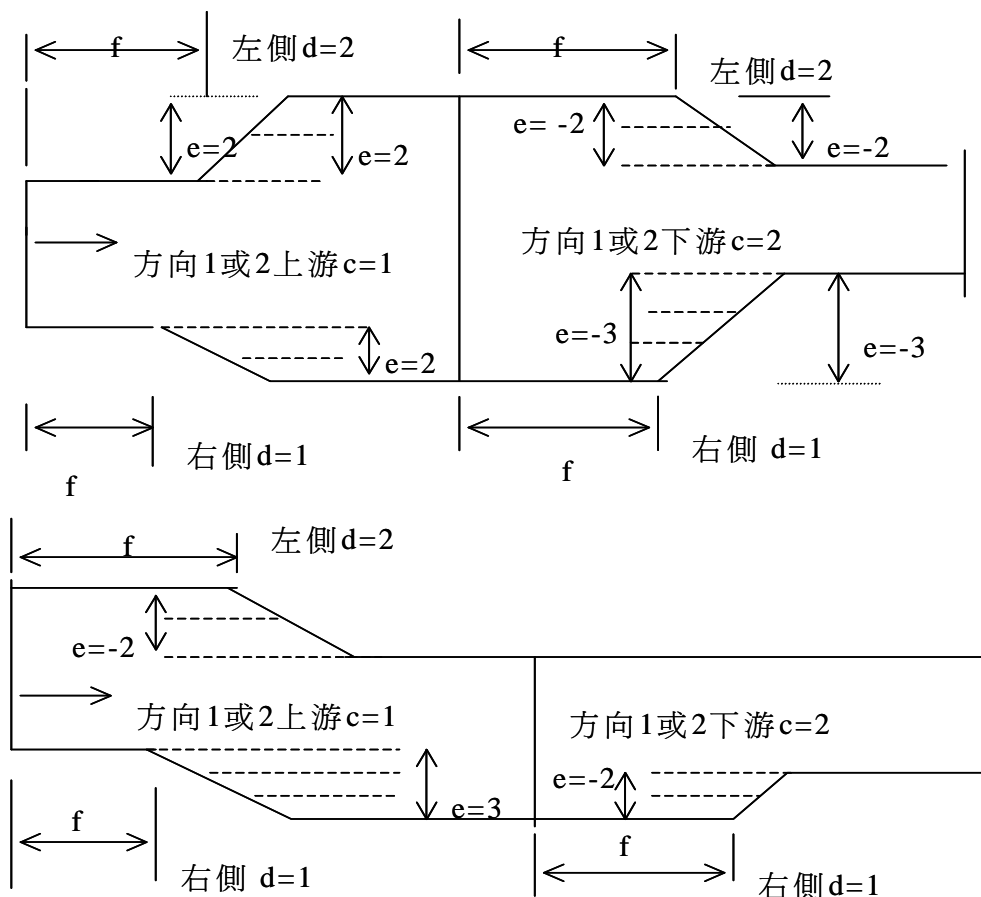 f
左側d=2
f
左側d=2
e=2
e=2
e= -2
e=-2
方向1或2上游c=1
方向1或2下游c=2
e=2
e=-3
e=-3
右側d=1
右側 d=1
f
f
f
左側d=2
e=-2
方向1或2上游c=1
方向1或2下游c=2
e=3
e=-2
f
f
右側 d=1
右側d=1